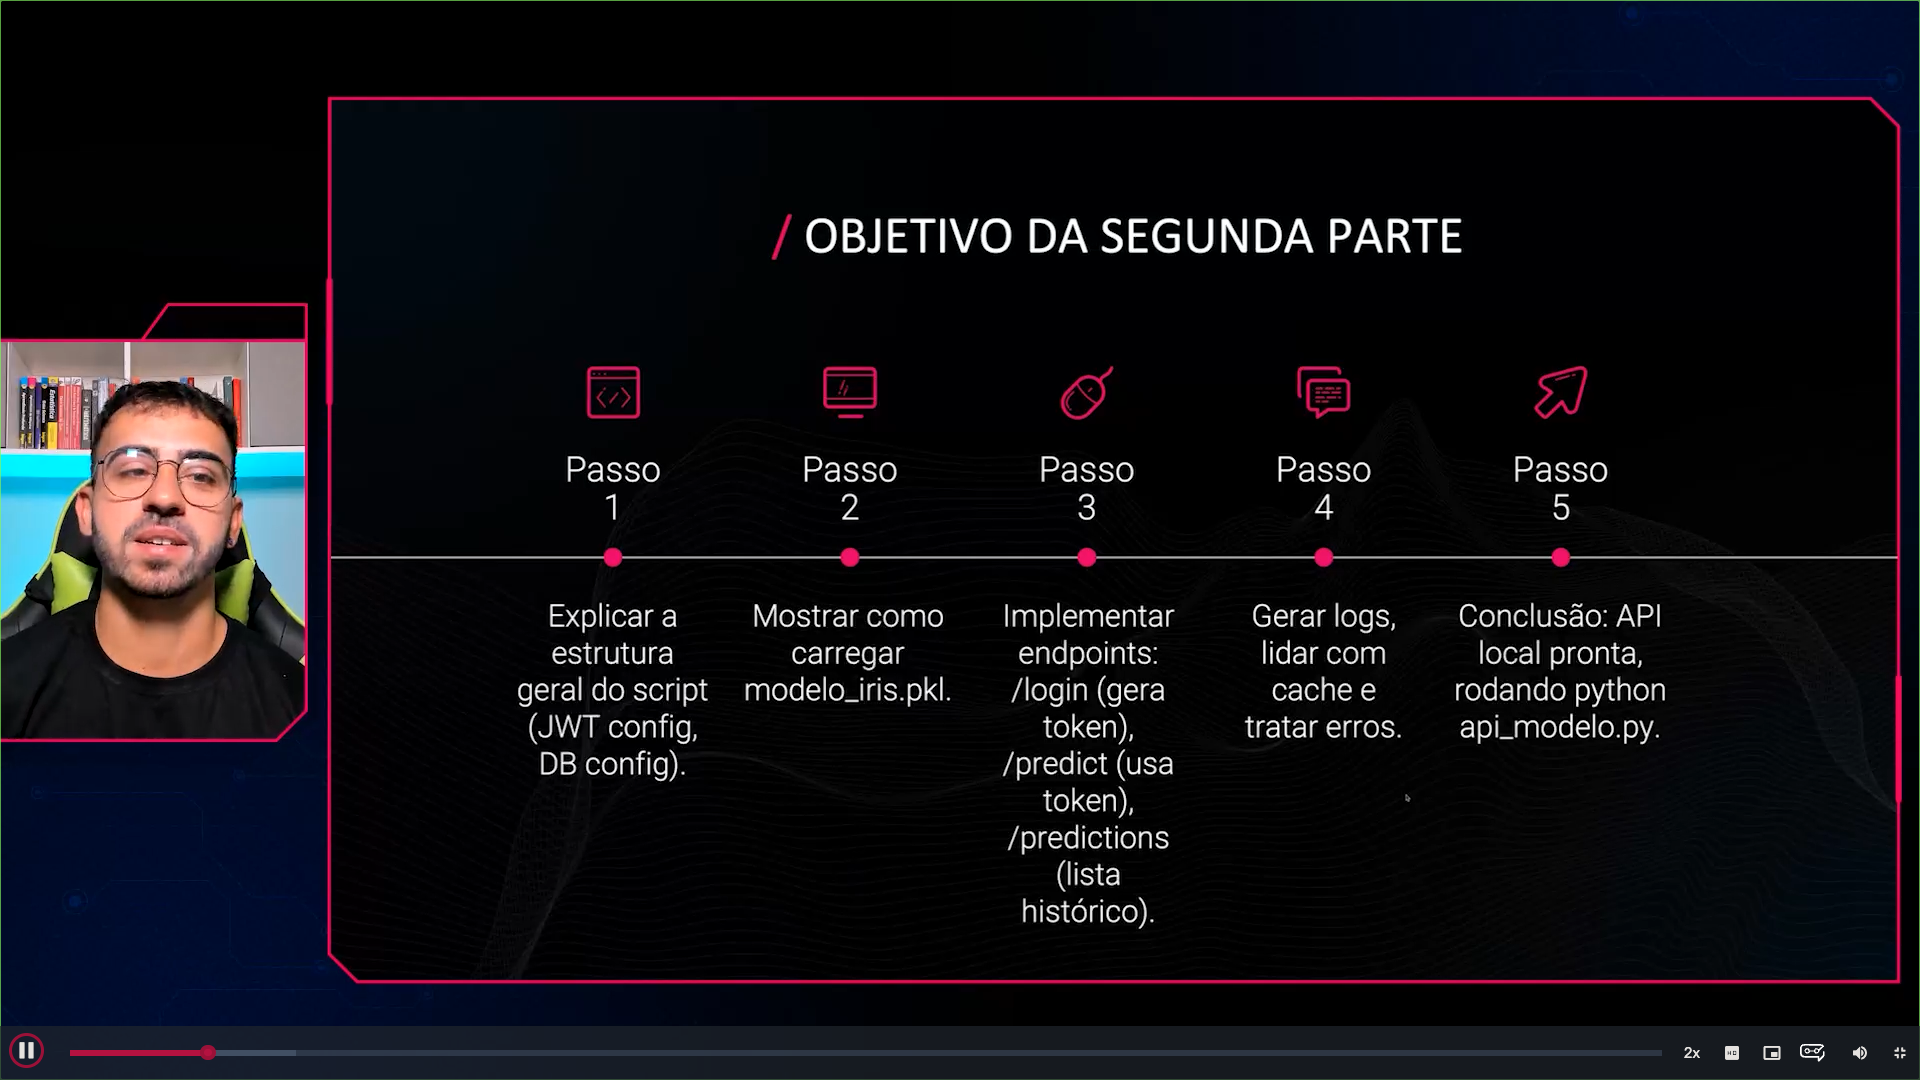 / OBJETIVO DA SEGUNDA PARTE
Passo
1
Explicar a
estrutura
geral do script
(JWT config,
DB config).
Passo
2
Mostrar como
carregar
modelo_iris.pkl.
Passo
3
Implementar
endpoints:
/login (gera
token),
/predict (usa
token),
/predictions
(lista
histórico).
Passo
4
Gerar logs,
lidar com
cache e
tratar erros.
Passo
5
Conclusão: API
local pronta,
rodando python
api_modelo.py.
2x
HD